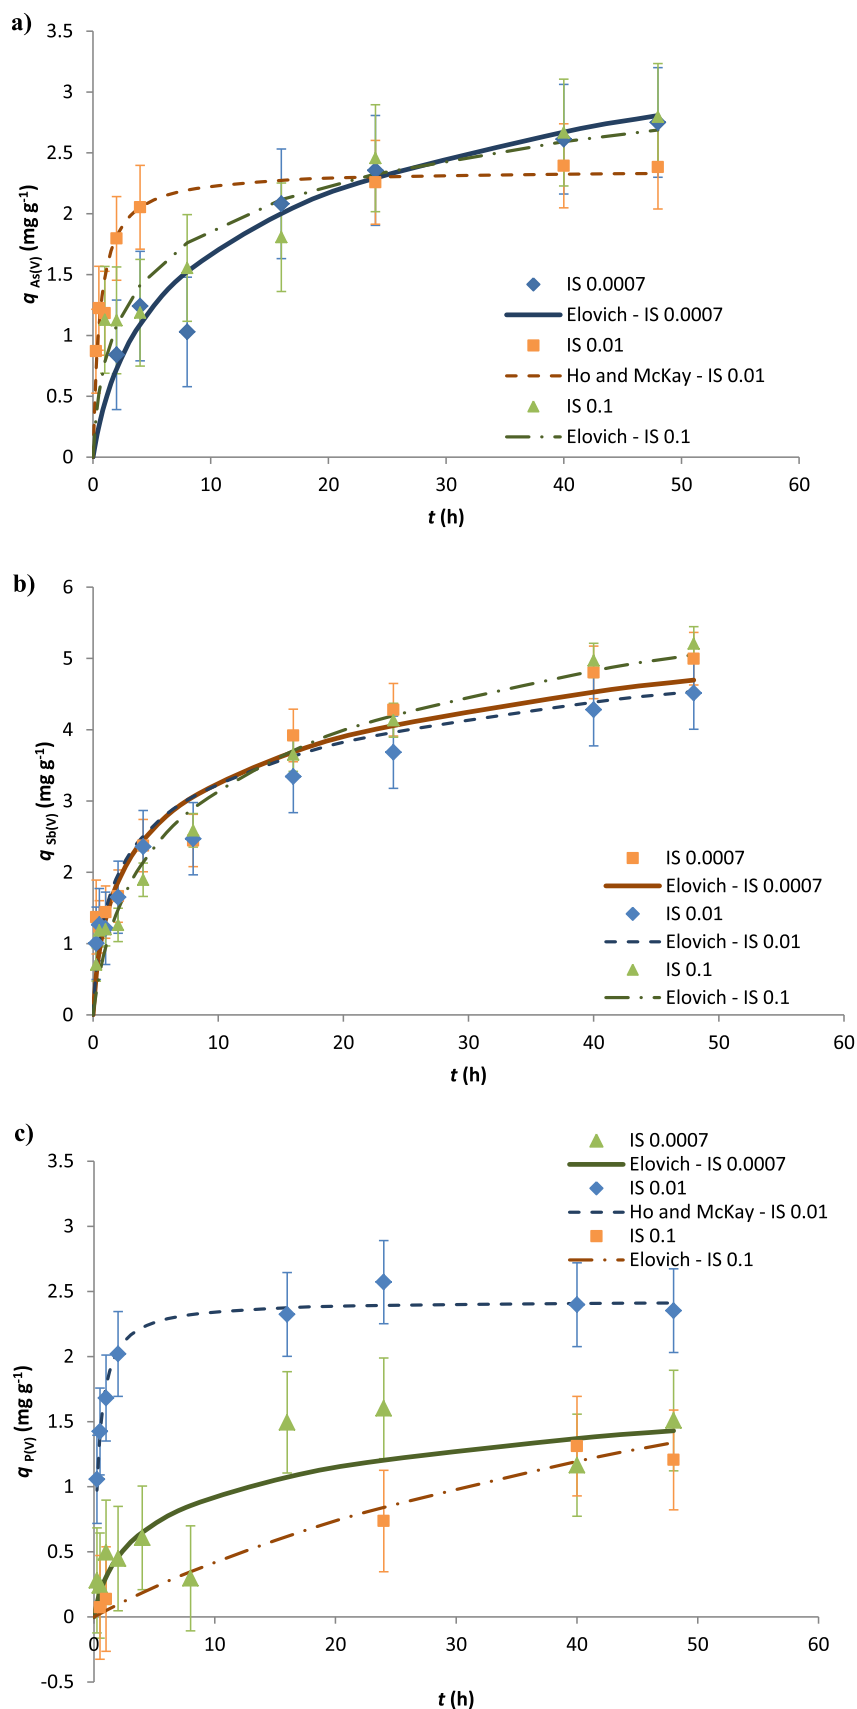 a)
3.5
3
2.5
2
1.5
1
0.5
0
q As(V) (mg g-1)
IS 0.0007
Elovich - IS 0.0007
IS 0.01
Ho and McKay - IS 0.01
IS 0.1
Elovich - IS 0.1
0 10 20 30 40 50 60
t (h)
b)
6
5
4
3
2
1
0
q Sb(V) (mg g-1)
IS 0.0007
Elovich - IS 0.0007
IS 0.01
Elovich - IS 0.01
IS 0.1
Elovich - IS 0.1
0 10 20 30 40 50 60
t (h)
c)
IS 0.0007
Elovich - IS 0.0007
IS 0.01
Ho and McKay - IS 0.01
IS 0.1
Elovich - IS 0.1
3.5
3
2.5
2
1.5
1
0.5
0
-0.5
q P(V) (mg g-1)
0 10 20 30 40 50 60
t (h)